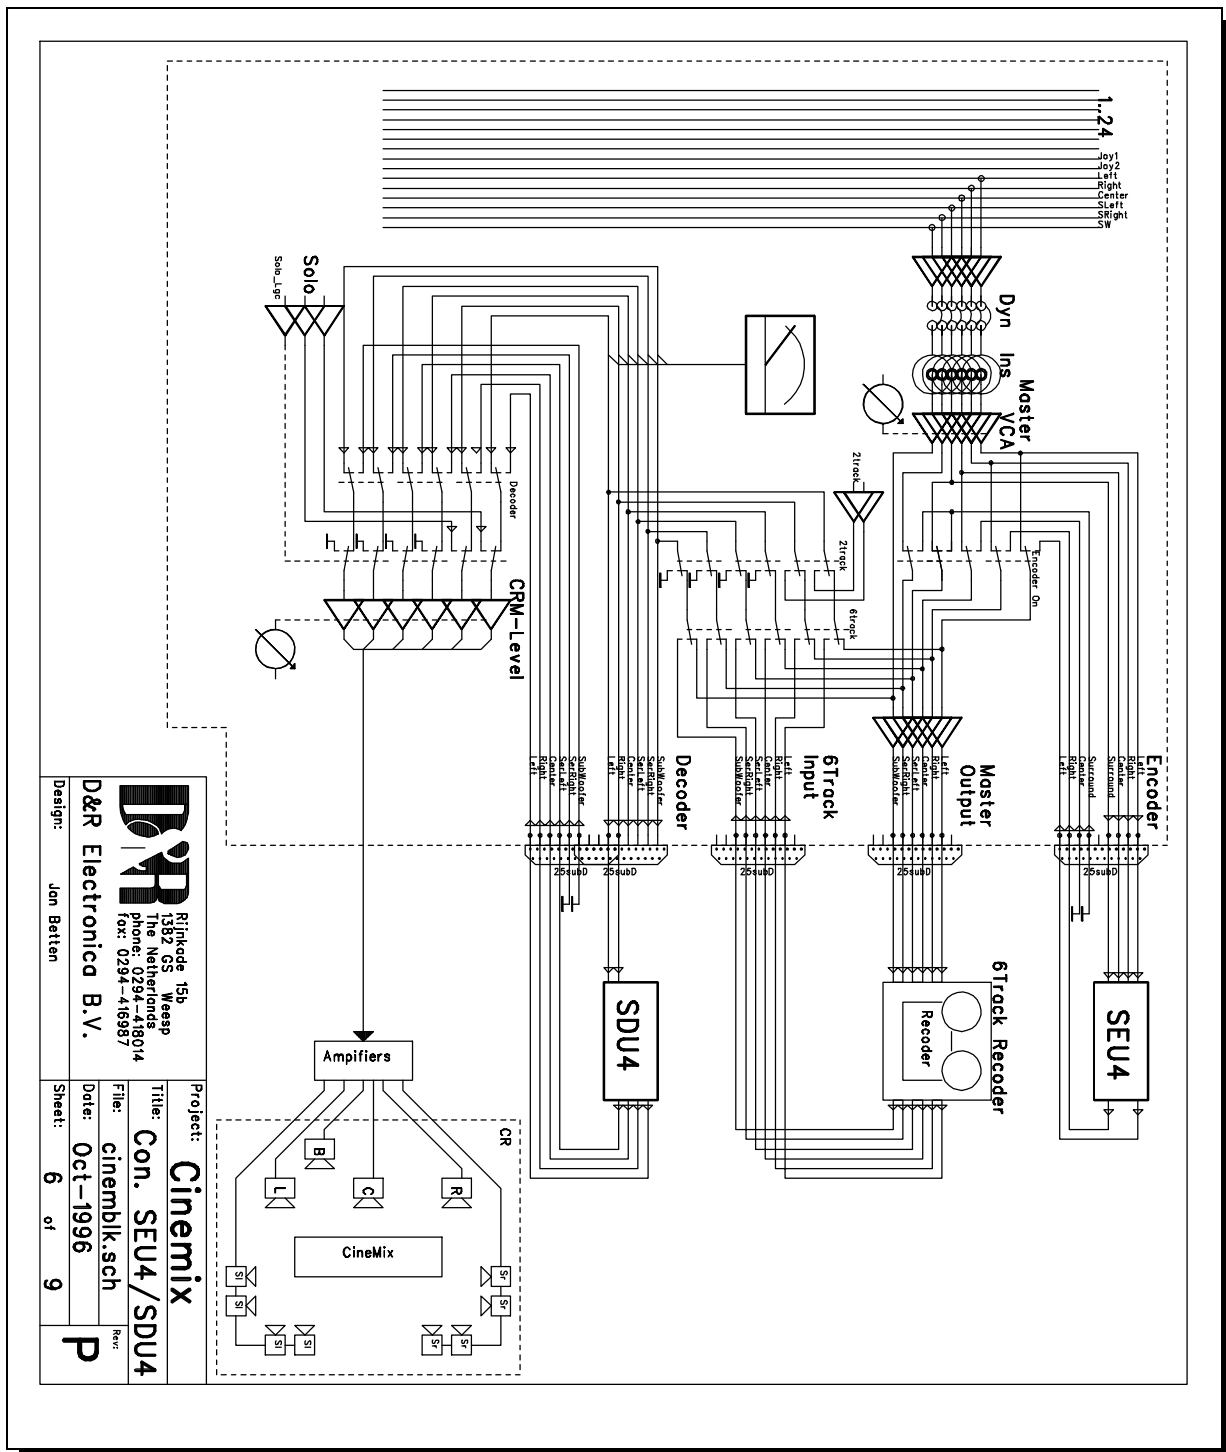 1..24
Joy1
Joy2
Left
Right
Center
SLeft
SRight
SW
Dyn
Ins
Master
VCA
Solo
Solo_Lgc
Decoder
2track
2track
6track
Encoder On
CRM-Level
Encoder
Left
Right
Center
SerLeft
Surround
Surround
Center
Right
Left
25subD
Master
Output
Left
Right
Center
SerLeft
SerRight
SubWoofer
25subD
6Track
Input
Left
Right
Center
SerLeft
SerRight
SubWoofer
25subD
Decoder
SubWoofer
SerRight
SerLeft
Center
Right
Left
SubWoofer
SerRight
SerLeft
Center
Right
Left
25subD
SEU4
6Track Recoder
Recoder
SDU4
Ampifiers
CR
B
L
C
R
CineMix
Sl
Sl
Sl
Sl
Sr
Sr
Sr
Sr
D&R
Rijnkade 15b
1382 GS Weesp
The Netherlands
phone: 0294-418014
fax: 0294-416987
D&R Electronica B.V.
Design: Jan Betten
Project: Cinemix
Title: Con. SEU4/SDU4
File: cinemblk.sch
Date: Oct-1996
Sheet: 6 of 9
Rev: P